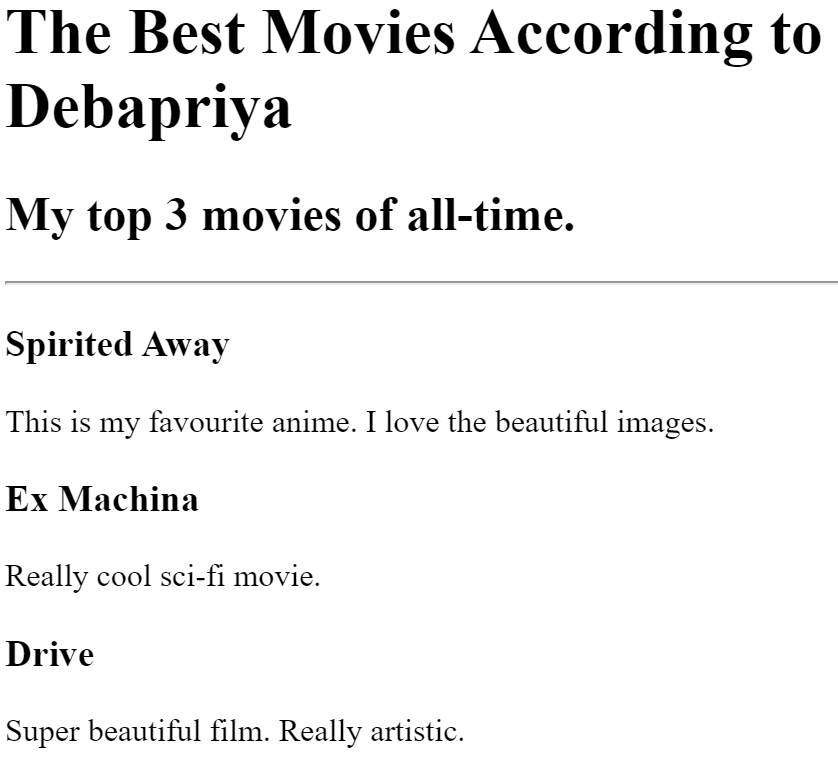 The Best Movies According to
Debapriya
My top 3 movies of all-time.
Spirited Away
This is my favourite anime. I love the beautiful images.
Ex Machina
Really cool sci-fi movie.
Drive
Super beautiful film. Really artistic.